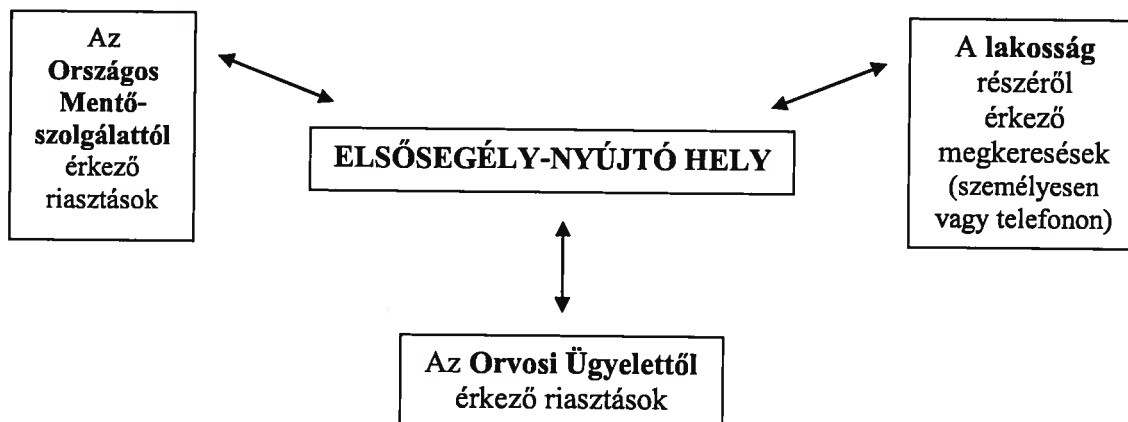 Az
Országos
Mentő-
szolgálattól
érkező
riasztások
ELSŐSEGÉLY-NYÚJTÓ HELY
A lakosság
részéről
érkező
megkeresések
(személyesen
vagy telefonon)
Az Orvosi Ügyelettől
érkező riasztások